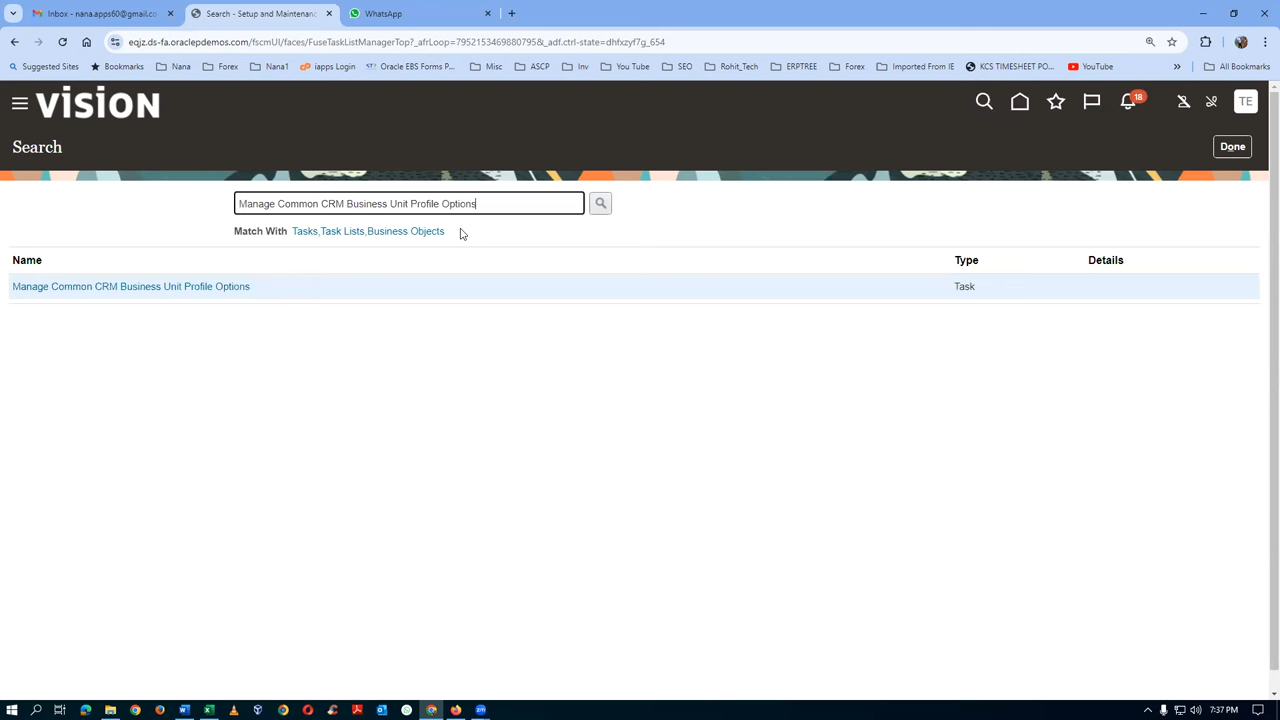 Inbox - nana.apps60@gmail.co
Search - Setup and Maintenanc
WhatsApp
eqjz.ds-fa.oraclepdemos.com/fscmUI/faces/FuseTaskListManagerTop?_afrLoop=79521534698807958&_adf.ctrl-state=dhfxzyf7g_654
Suggested Sites Bookmarks Nana Forex Nana1 iapps Login Oracle EBS Forms P... Misc ASCP Inv You Tube SEO Rohit_Tech ERPTREE Forex Imported From IE KCS TIMESHEET PO... YouTube » All Bookmarks
VISION
18
TE
Search
Done
Manage Common CRM Business Unit Profile Options
Match With Tasks,Task Lists,Business Objects
Name Type Details
Manage Common CRM Business Unit Profile Options Task
7:37 PM